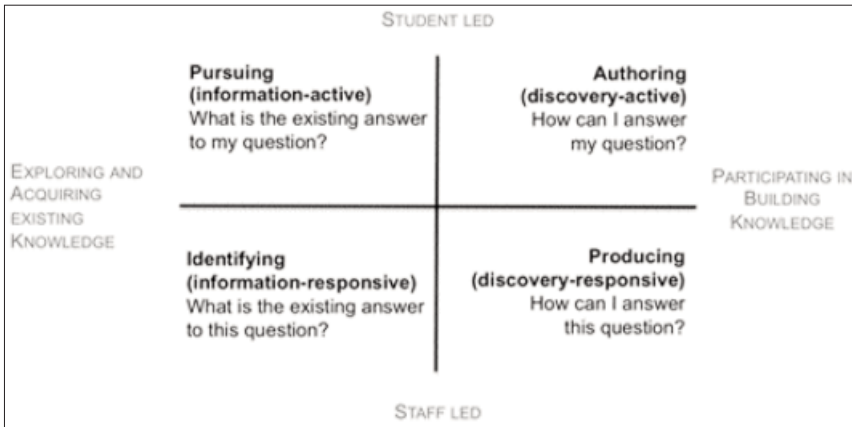 STUDENT LED
Pursuing
(information-active)
What is the existing answer
to my question?
Authoring
(discovery-active)
How can I answer
my question?
EXPLORING AND
ACQUIRING
EXISTING
KNOWLEDGE
PARTICIPATING IN
BUILDING
KNOWLEDGE
Identifying
(information-responsive)
What is the existing answer
to this question?
Producing
(discovery-responsive)
How can I answer
this question?
STAFF LED